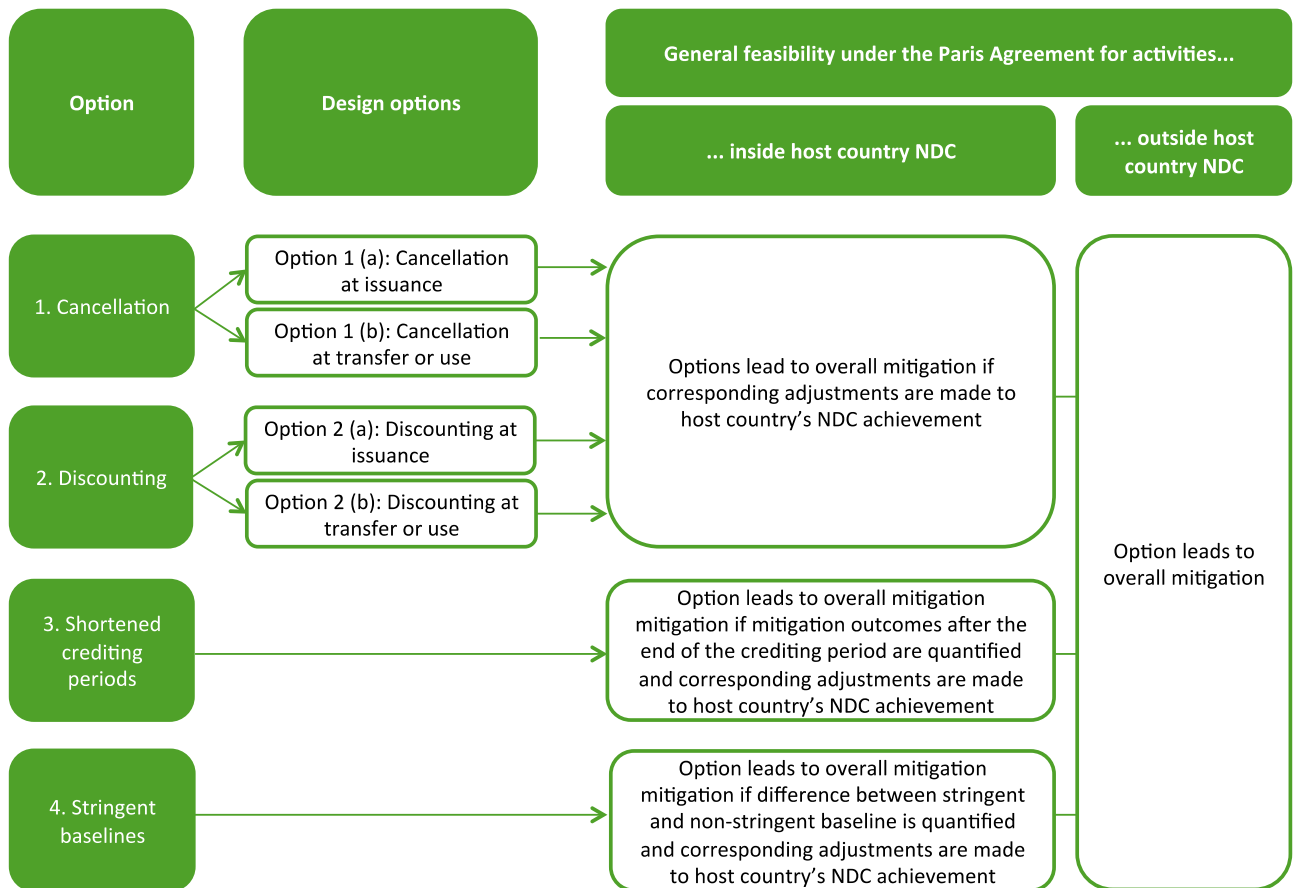 Option
Design options
General feasibility under the Paris Agreement for activities...
... inside host country NDC
... outside host
country NDC
1. Cancellation
Option 1 (a): Cancellation
at issuance
Option 1 (b): Cancellation
at transfer or use
Options lead to overall mitigation if
corresponding adjustments are made to
host country’s NDC achievement
2. Discounting
Option 2 (a): Discounting at
issuance
Option 2 (b): Discounting at
transfer or use
3. Shortened
crediting
periods
Option leads to overall mitigation
mitigation if mitigation outcomes after the
end of the crediting period are quantified
and corresponding adjustments are made
to host country’s NDC achievement
4. Stringent
baselines
Option leads to overall mitigation
mitigation if difference between stringent
and non-stringent baseline is quantified
and corresponding adjustments are made
to host country’s NDC achievement
Option leads to
overall mitigation